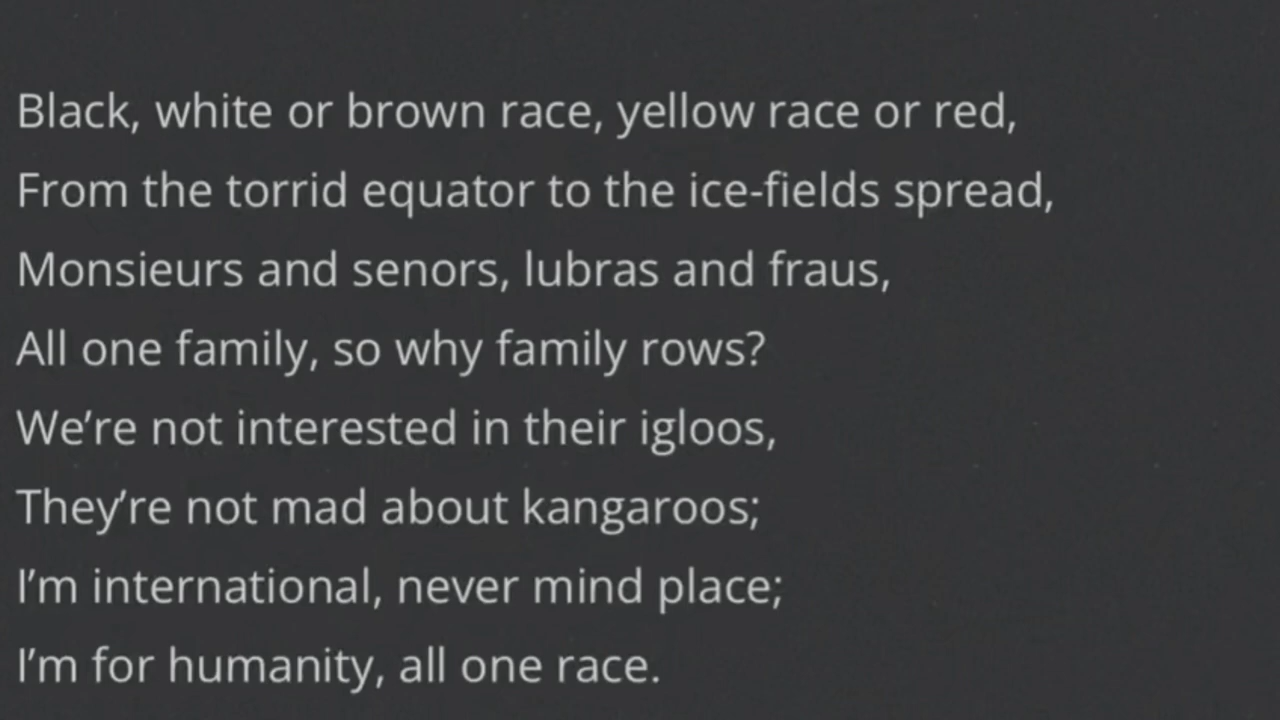 Black, white or brown race, yellow race or red,
From the torrid equator to the ice-fields spread,
Monsieurs and senors, lubras and fraus,
All one family, so why family rows?
We’re not interested in their igloos,
They’re not mad about kangaroos;
I’m international, never mind place;
I’m for humanity, all one race.